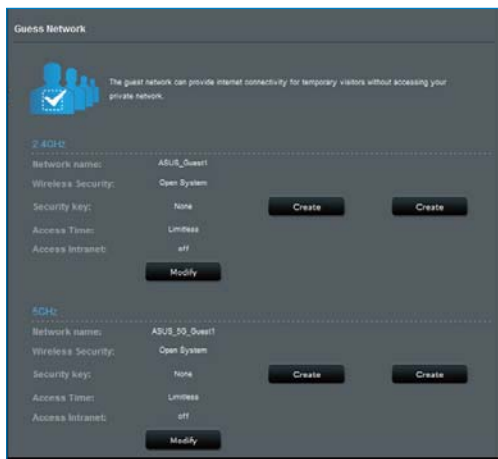 Guess Network
The guest network can provide internet connectivity for temporary visitors without accessing your
private network.
2.4GHz
Network name: ASUS_Guest1
Wireless Security: Open System
Security key: None Create Create
Access Time: Limitless
Access Intranet: off
Modify
5GHz
Network name: ASUS_5G_Guest1
Wireless Security: Open System
Security key: None Create Create
Access Time: Limitless
Access Intranet: off
Modify